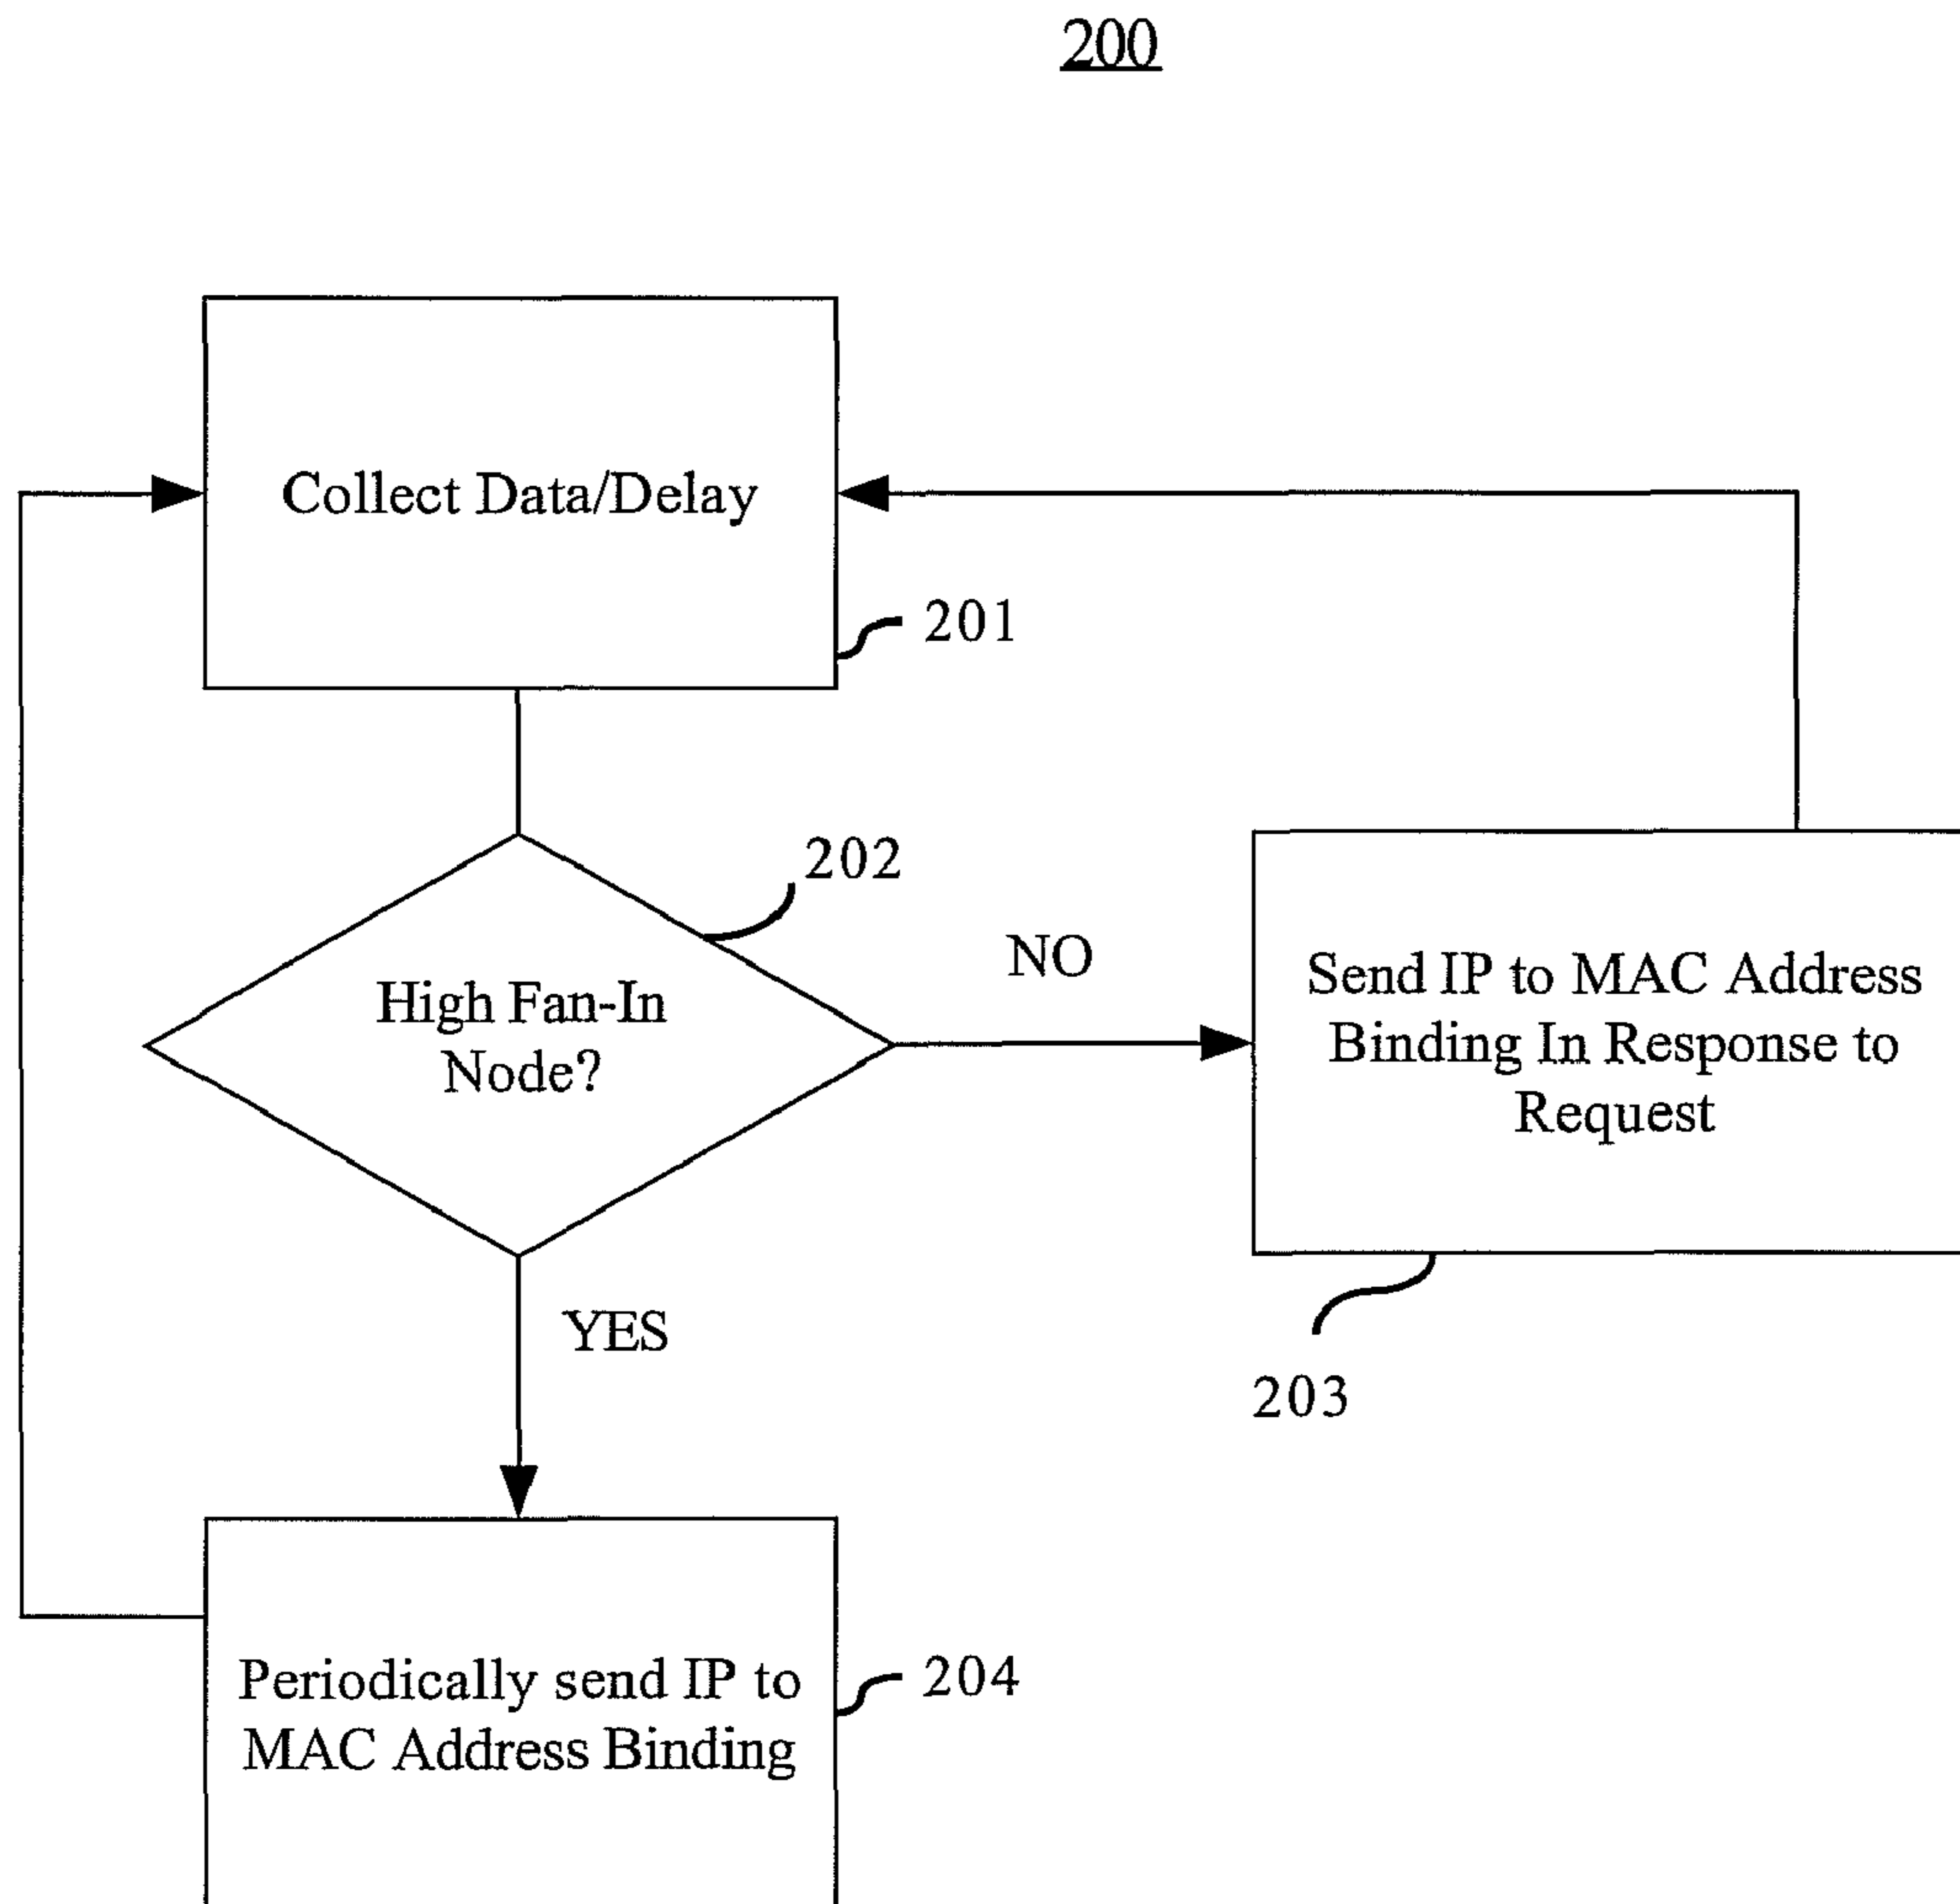 200
Collect Data/Delay
201
202
High Fan-In
Node?
NO
Send IP to MAC Address
Binding In Response to
Request
203
YES
Periodically send IP to
MAC Address Binding
204